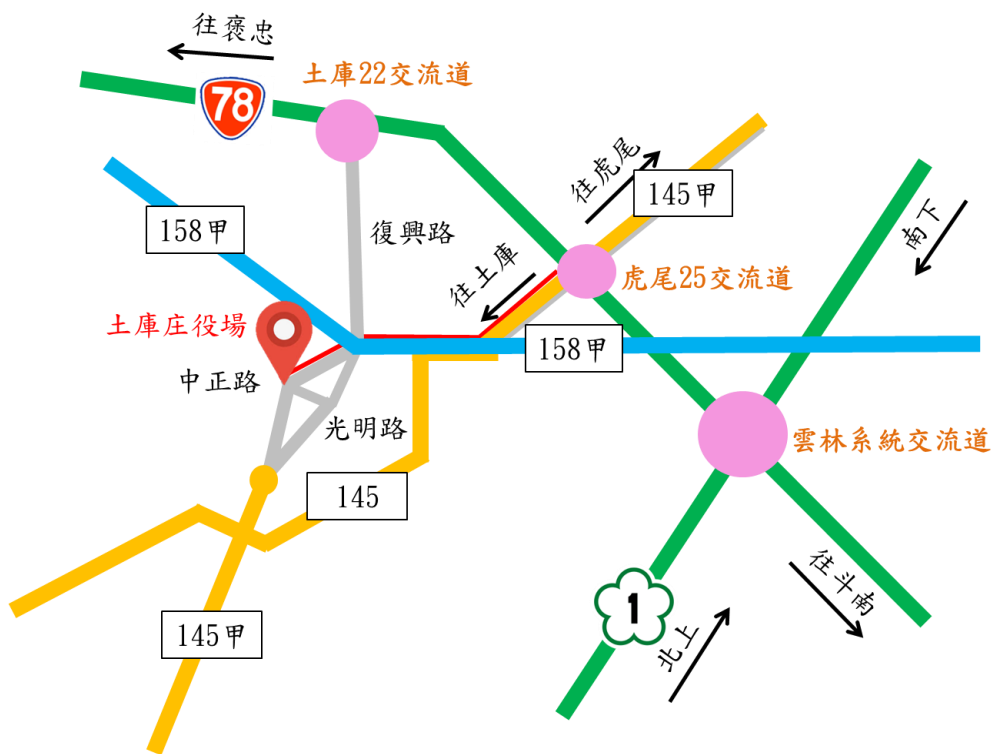 往褒忠
土庫22交流道
78
往虎尾
145甲
158甲
復興路
南下
往土庫
虎尾25交流道
土庫庄役場
158甲
中正路
光明路
雲林系統交流道
145
往斗南
1
北上
145甲